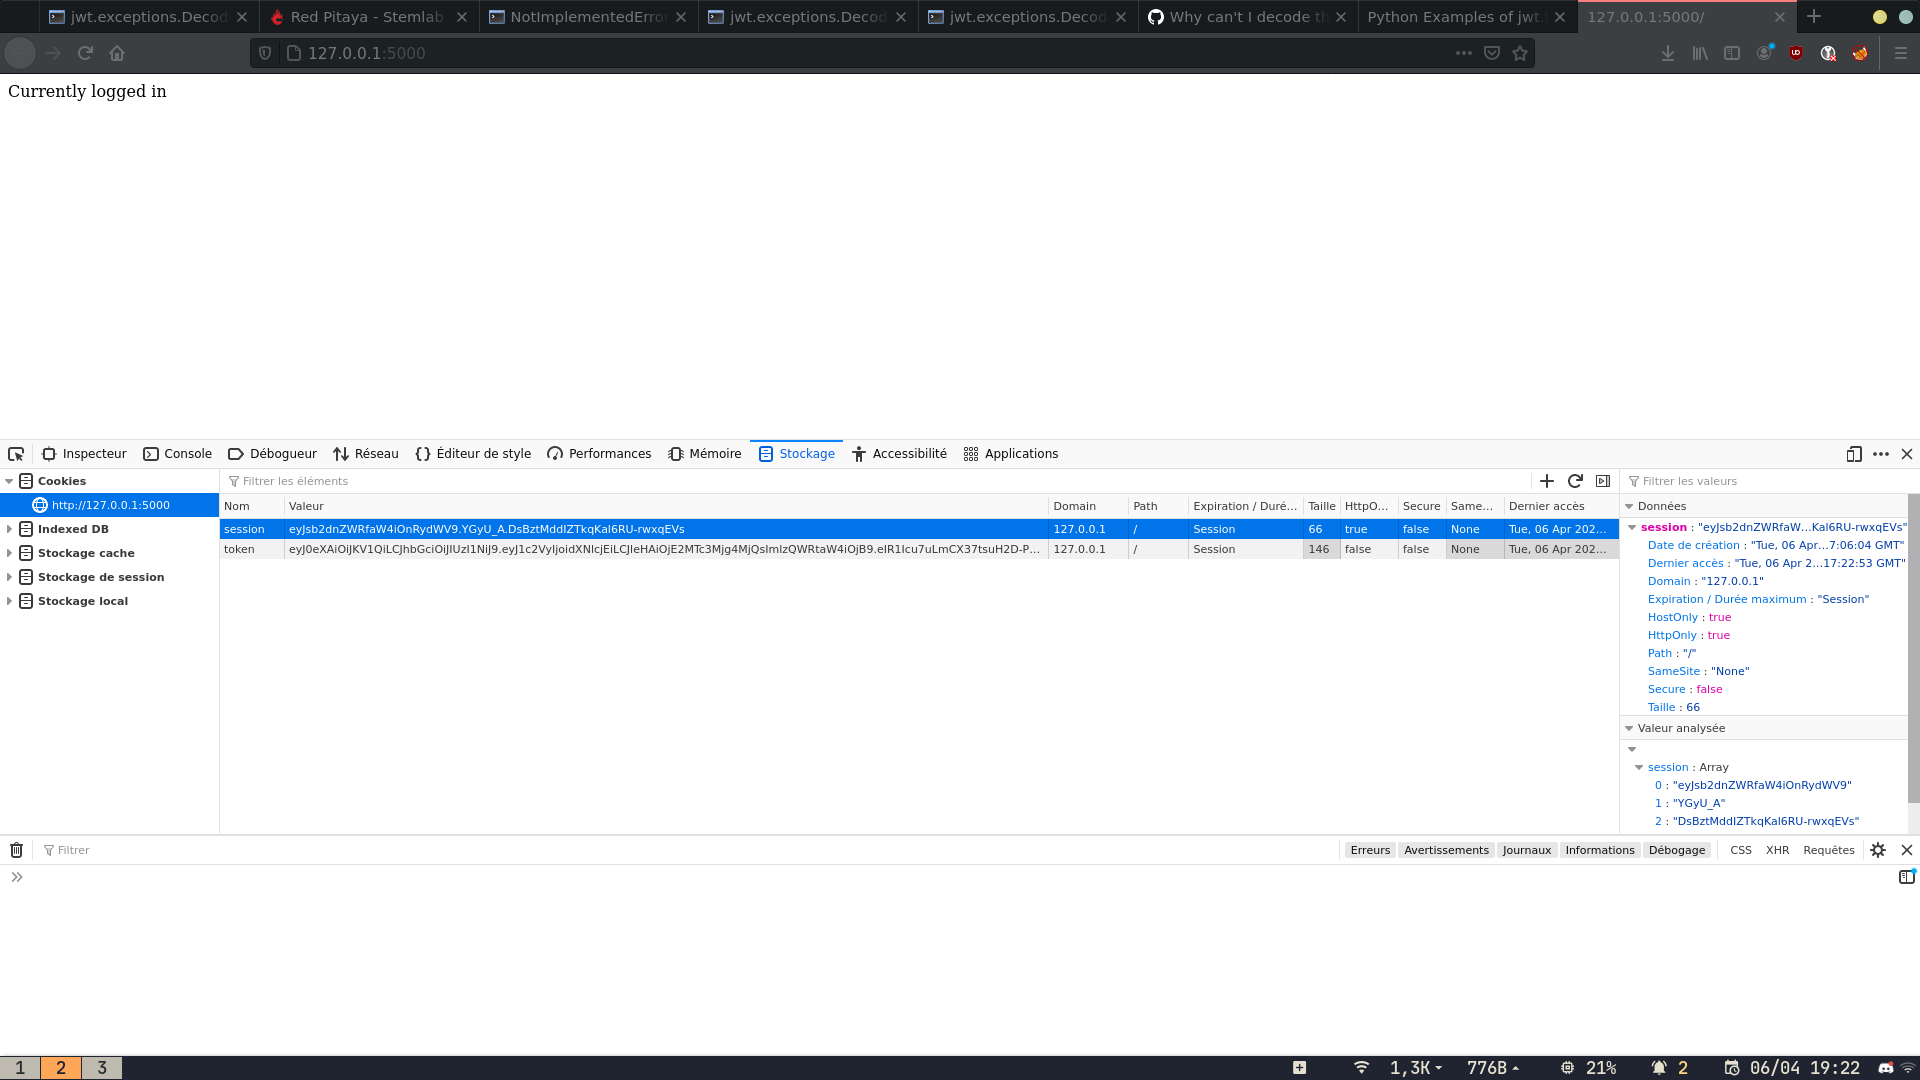 jwt.exceptions.Decod
Red Pitaya - Stemlab
NotImplementedErro
jwt.exceptions.Decod
jwt.exceptions.Decod
Why can't I decode th
Python Examples of jwt.
127.0.0.1:5000/
127.0.0.1:5000
Currently logged in
Inspecteur Console Débogueur Réseau Éditeur de style Performances Mémoire Stockage Accessibilité Applications
Cookies
http://127.0.0.1:5000
Indexed DB
Stockage cache
Stockage de session
Stockage local
Filtrer les éléments
Nom Valeur Domain Path Expiration / Duré… Taille HttpO… Secure Same… Dernier accès
session eyJsb2dnZWRfaW4iOnRydWV9.YGyU_A.DsBztMddIZTkqKal6RU-rwxqEVs 127.0.0.1 / Session 66 true false None Tue, 06 Apr 202…
token eyJ0eXAiOiJKV1QiLCJhbGciOiJIUzI1NiJ9.eyJ1c2VyIjoidXNlcjEiLCJleHAiOjE2MTc3Mjg4MjQsImlzQWRtaW4iOjB9.eIR1Icu7uLmCX37tsuH2D-P… 127.0.0.1 / Session 146 false false None Tue, 06 Apr 202…
Filtrer les valeurs
Données
session : "eyJsb2dnZWRfaW…Kal6RU-rwxqEVs"
Date de création : "Tue, 06 Apr…7:06:04 GMT"
Dernier accès : "Tue, 06 Apr 2…17:22:53 GMT"
Domain : "127.0.0.1"
Expiration / Durée maximum : "Session"
HostOnly : true
HttpOnly : true
Path : "/"
SameSite : "None"
Secure : false
Taille : 66
Valeur analysée
session : Array
0 : "eyJsb2dnZWRfaW4iOnRydWV9"
1 : "YGyU_A"
2 : "DsBztMddIZTkqKal6RU-rwxqEVs"
Filtrer
Erreurs Avertissements Journaux Informations Débogage CSS XHR Requêtes
1 2 3
1,3K 776B 21% 2 06/04 19:22